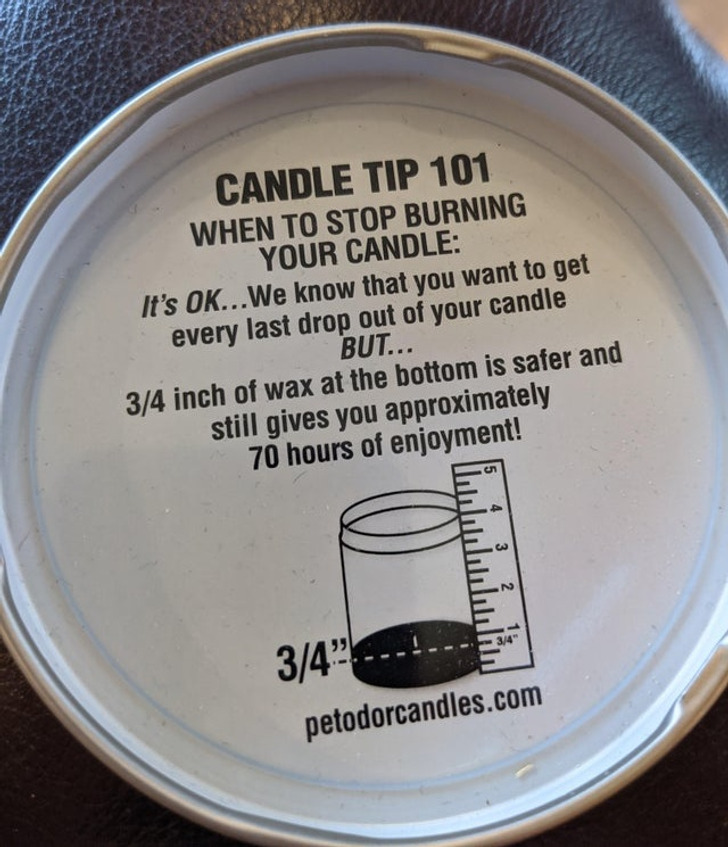 CANDLE TIP 101
WHEN TO STOP BURNING
YOUR CANDLE:
It's OK...We know that you want to get
every last drop out of your candle
BUT...
3/4 inch of wax at the bottom is safer and
still gives you approximately
70 hours of enjoyment!
5
4
3
2
1
3/4"
3/4"
petodorcandles.com